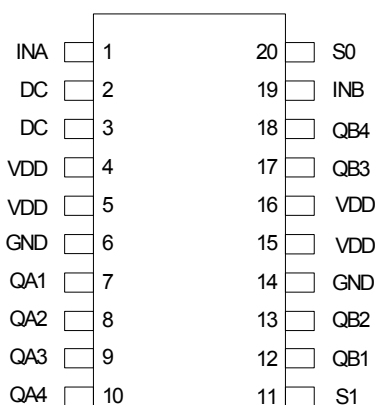 INA 1 20 S0
DC 2 19 INB
DC 3 18 QB4
VDD 4 17 QB3
VDD 5 16 VDD
GND 6 15 VDD
QA1 7 14 GND
QA2 8 13 QB2
QA3 9 12 QB1
QA4 10 11 S1